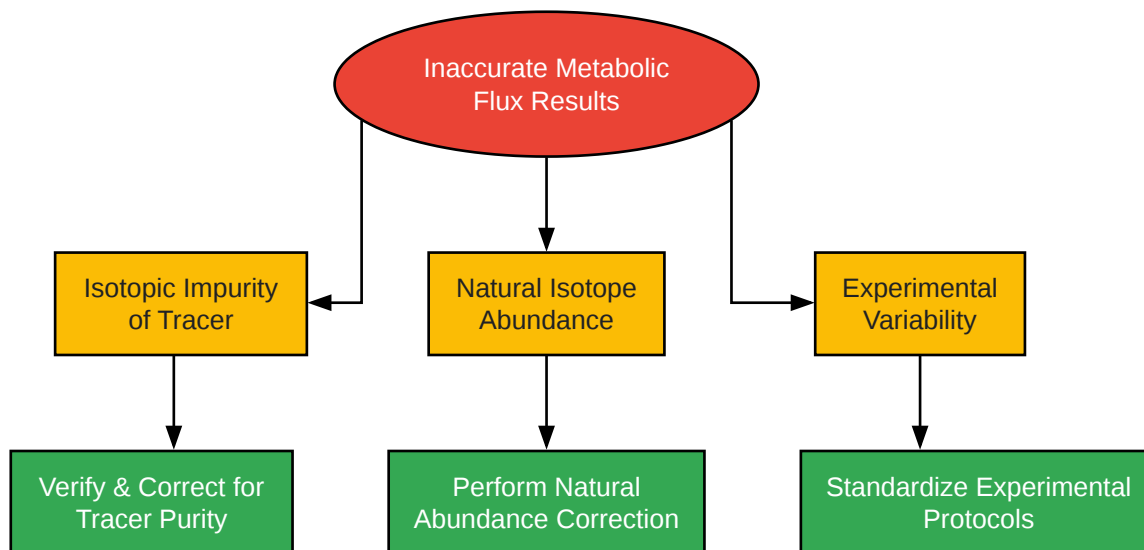 Inaccurate Metabolic
Flux Results
Isotopic Impurity
of Tracer
Natural Isotope
Abundance
Experimental
Variability
Verify & Correct for
Tracer Purity
Perform Natural
Abundance Correction
Standardize Experimental
Protocols